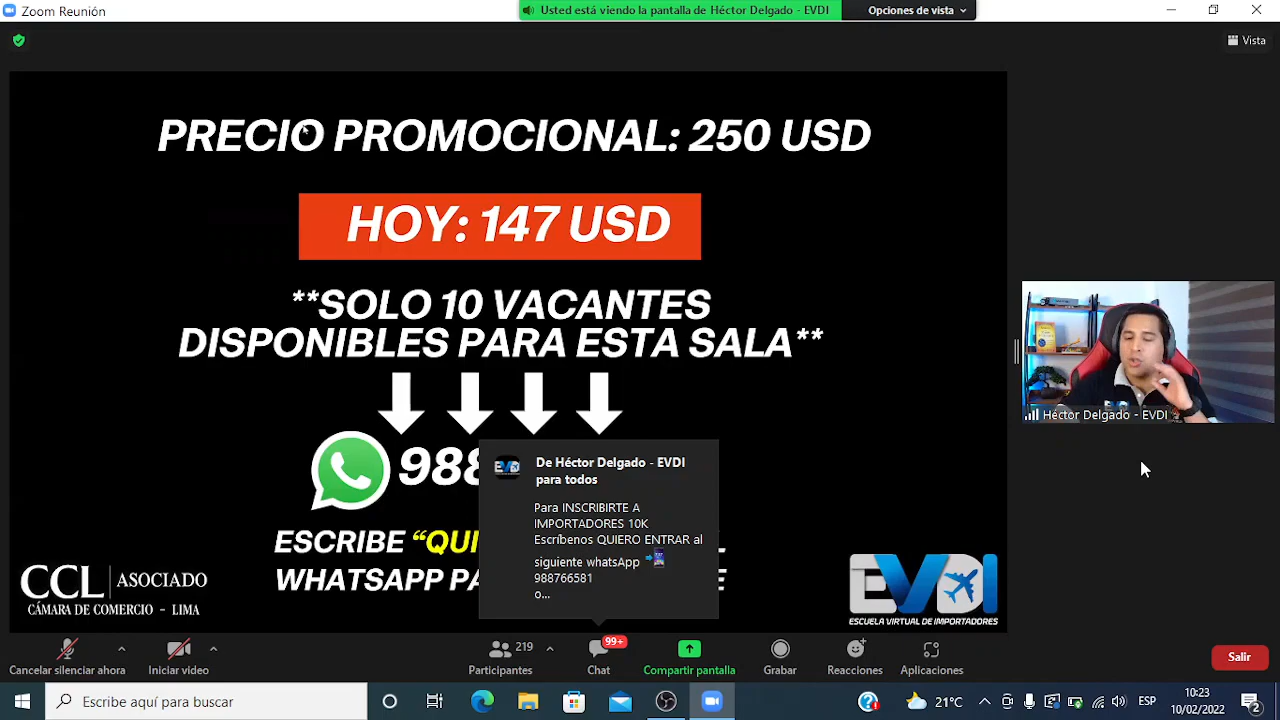 Zoom Reunión
Usted está viendo la pantalla de Héctor Delgado - EVDI
Opciones de vista
Vista
PRECIO PROMOCIONAL: 250 USD
HOY: 147 USD
**SOLO 10 VACANTES
DISPONIBLES PARA ESTA SALA**
988
De Héctor Delgado - EVDI
para todos
Para INSCRIBIRTE A
IMPORTADORES 10K
Escríbenos QUIERO ENTRAR al
siguiente whatsApp
988766581
o...
ESCRIBE “QUI
WHATSAPP PA
E
CCL ASOCIADO
CÁMARA DE COMERCIO - LIMA
EVDI
ESCUELA VIRTUAL DE IMPORTADORES
Héctor Delgado - EVDI
Cancelar silenciar ahora
Iniciar video
Participantes
219
Chat
99+
Compartir pantalla
Grabar
Reacciones
Aplicaciones
Salir
Escribe aquí para buscar
21°C
ESP
10:23
10/02/2022
2